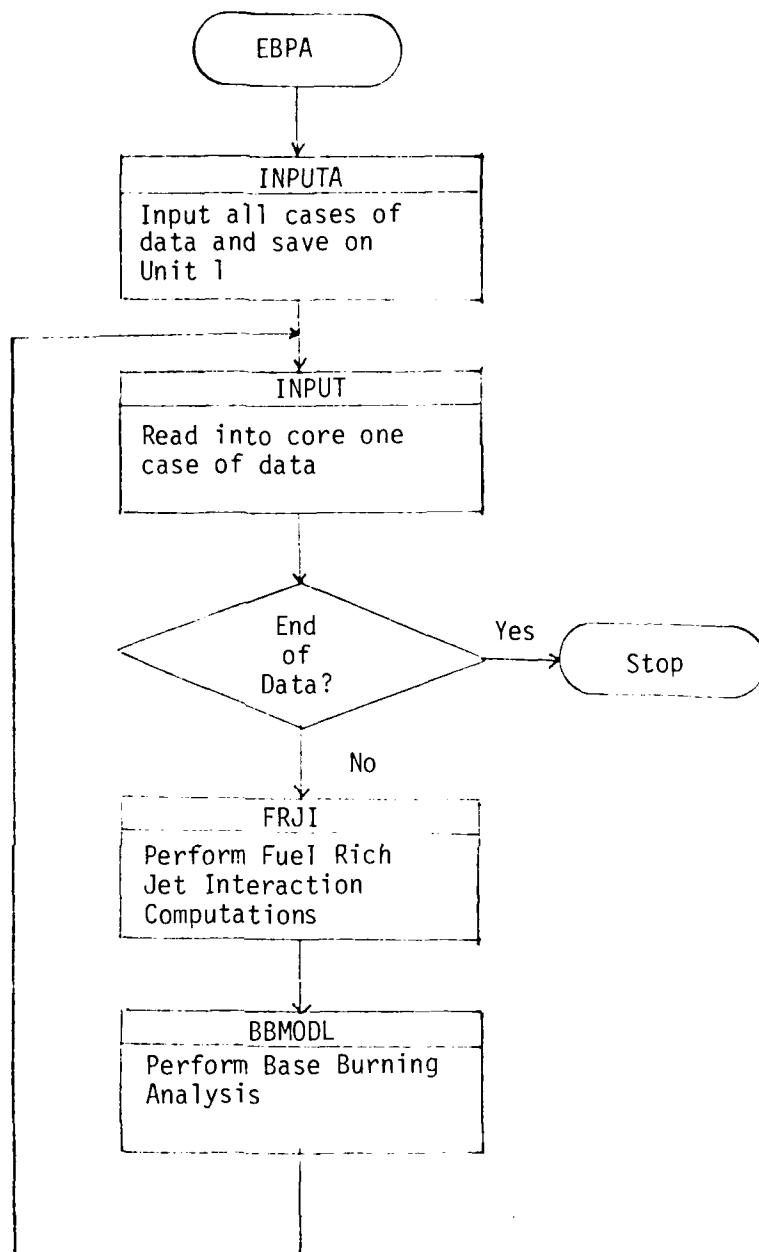 EBPA
INPUTA
Input all cases of
data and save on
Unit 1
INPUT
Read into core one
case of data
End
of
Data?
Yes
Stop
No
FRJI
Perform Fuel Rich
Jet Interaction
Computations
BBMODL
Perform Base Burning
Analysis